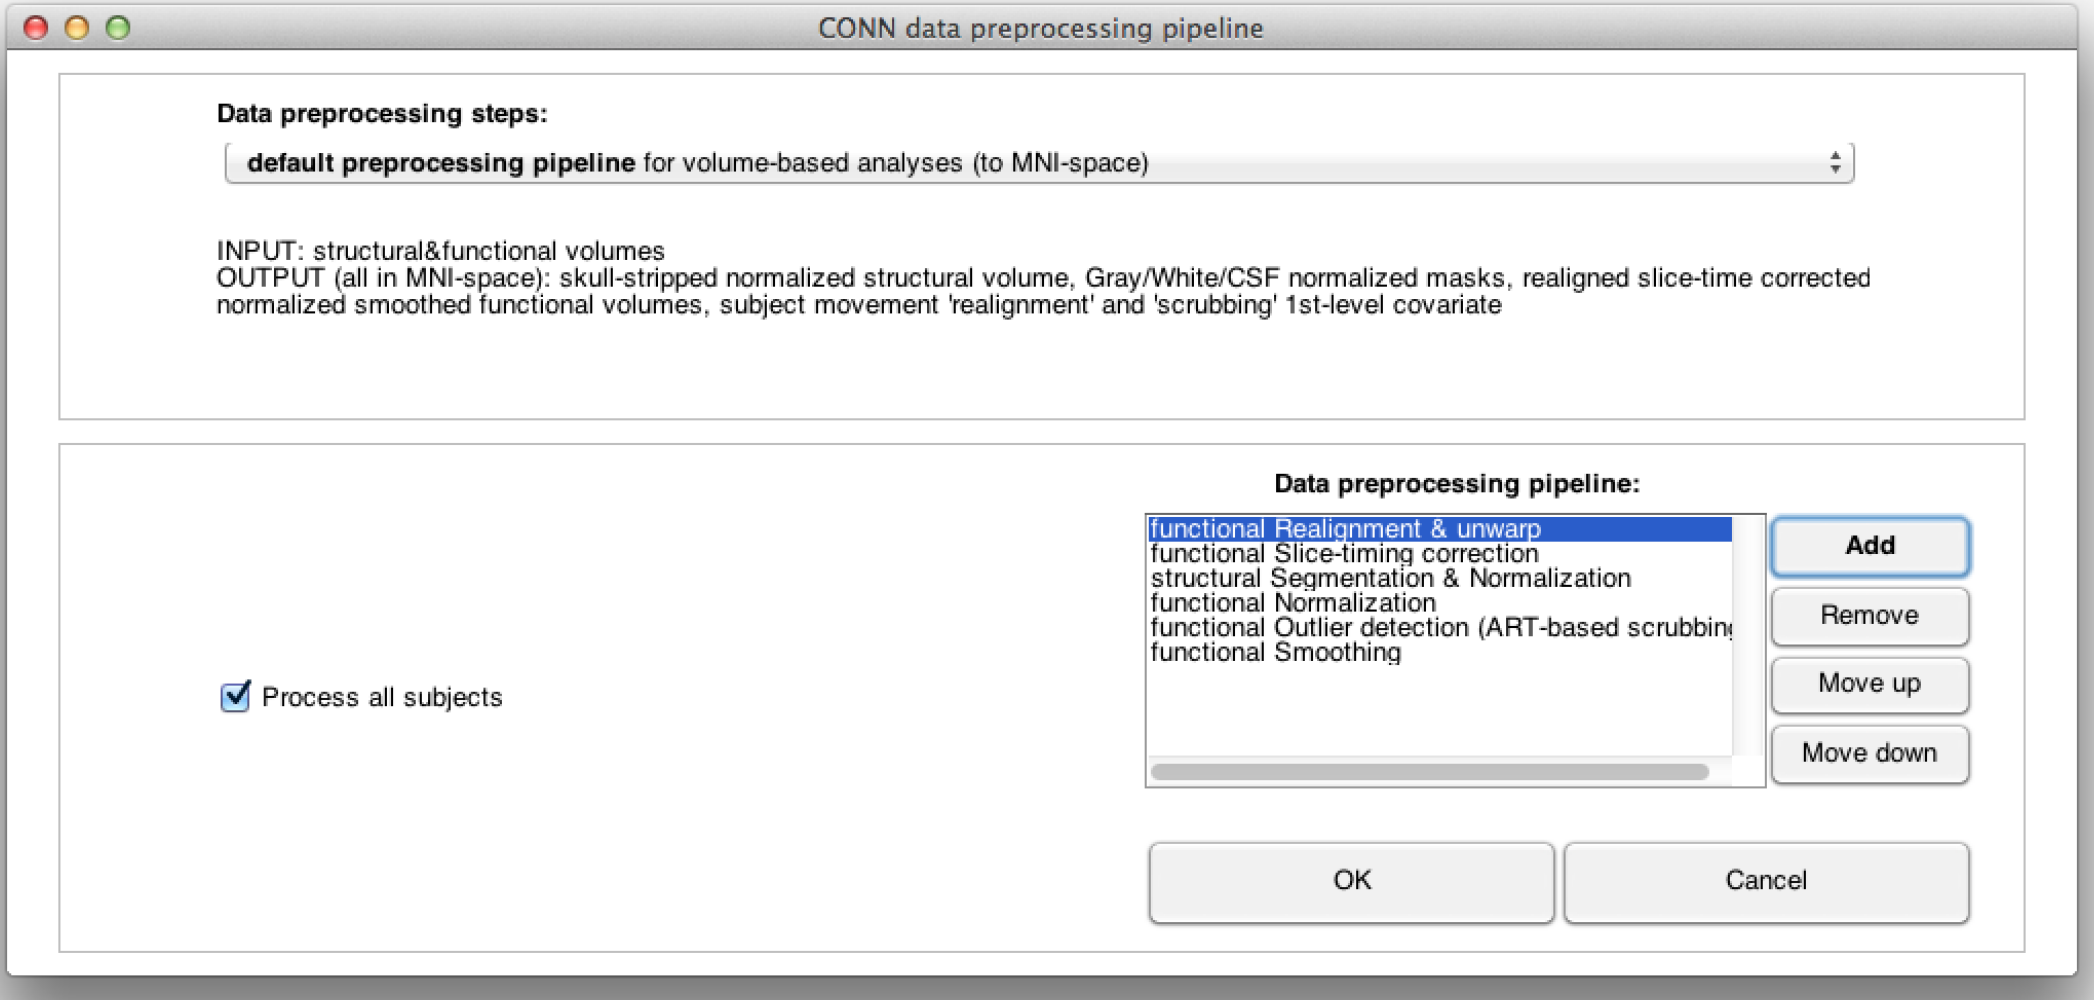 CONN data preprocessing pipeline
Data preprocessing steps:
default preprocessing pipeline for volume-based analyses (to MNI-space)
INPUT: structural&functional volumes
OUTPUT (all in MNI-space): skull-stripped normalized structural volume, Gray/White/CSF normalized masks, realigned slice-time corrected
normalized smoothed functional volumes, subject movement 'realignment' and 'scrubbing' 1st-level covariate
Data preprocessing pipeline:
functional Realignment & unwarp
functional Slice-timing correction
structural Segmentation & Normalization
functional Normalization
functional Outlier detection (ART-based scrubbing
functional Smoothing
Add
Remove
Move up
Move down
Process all subjects
OK
Cancel